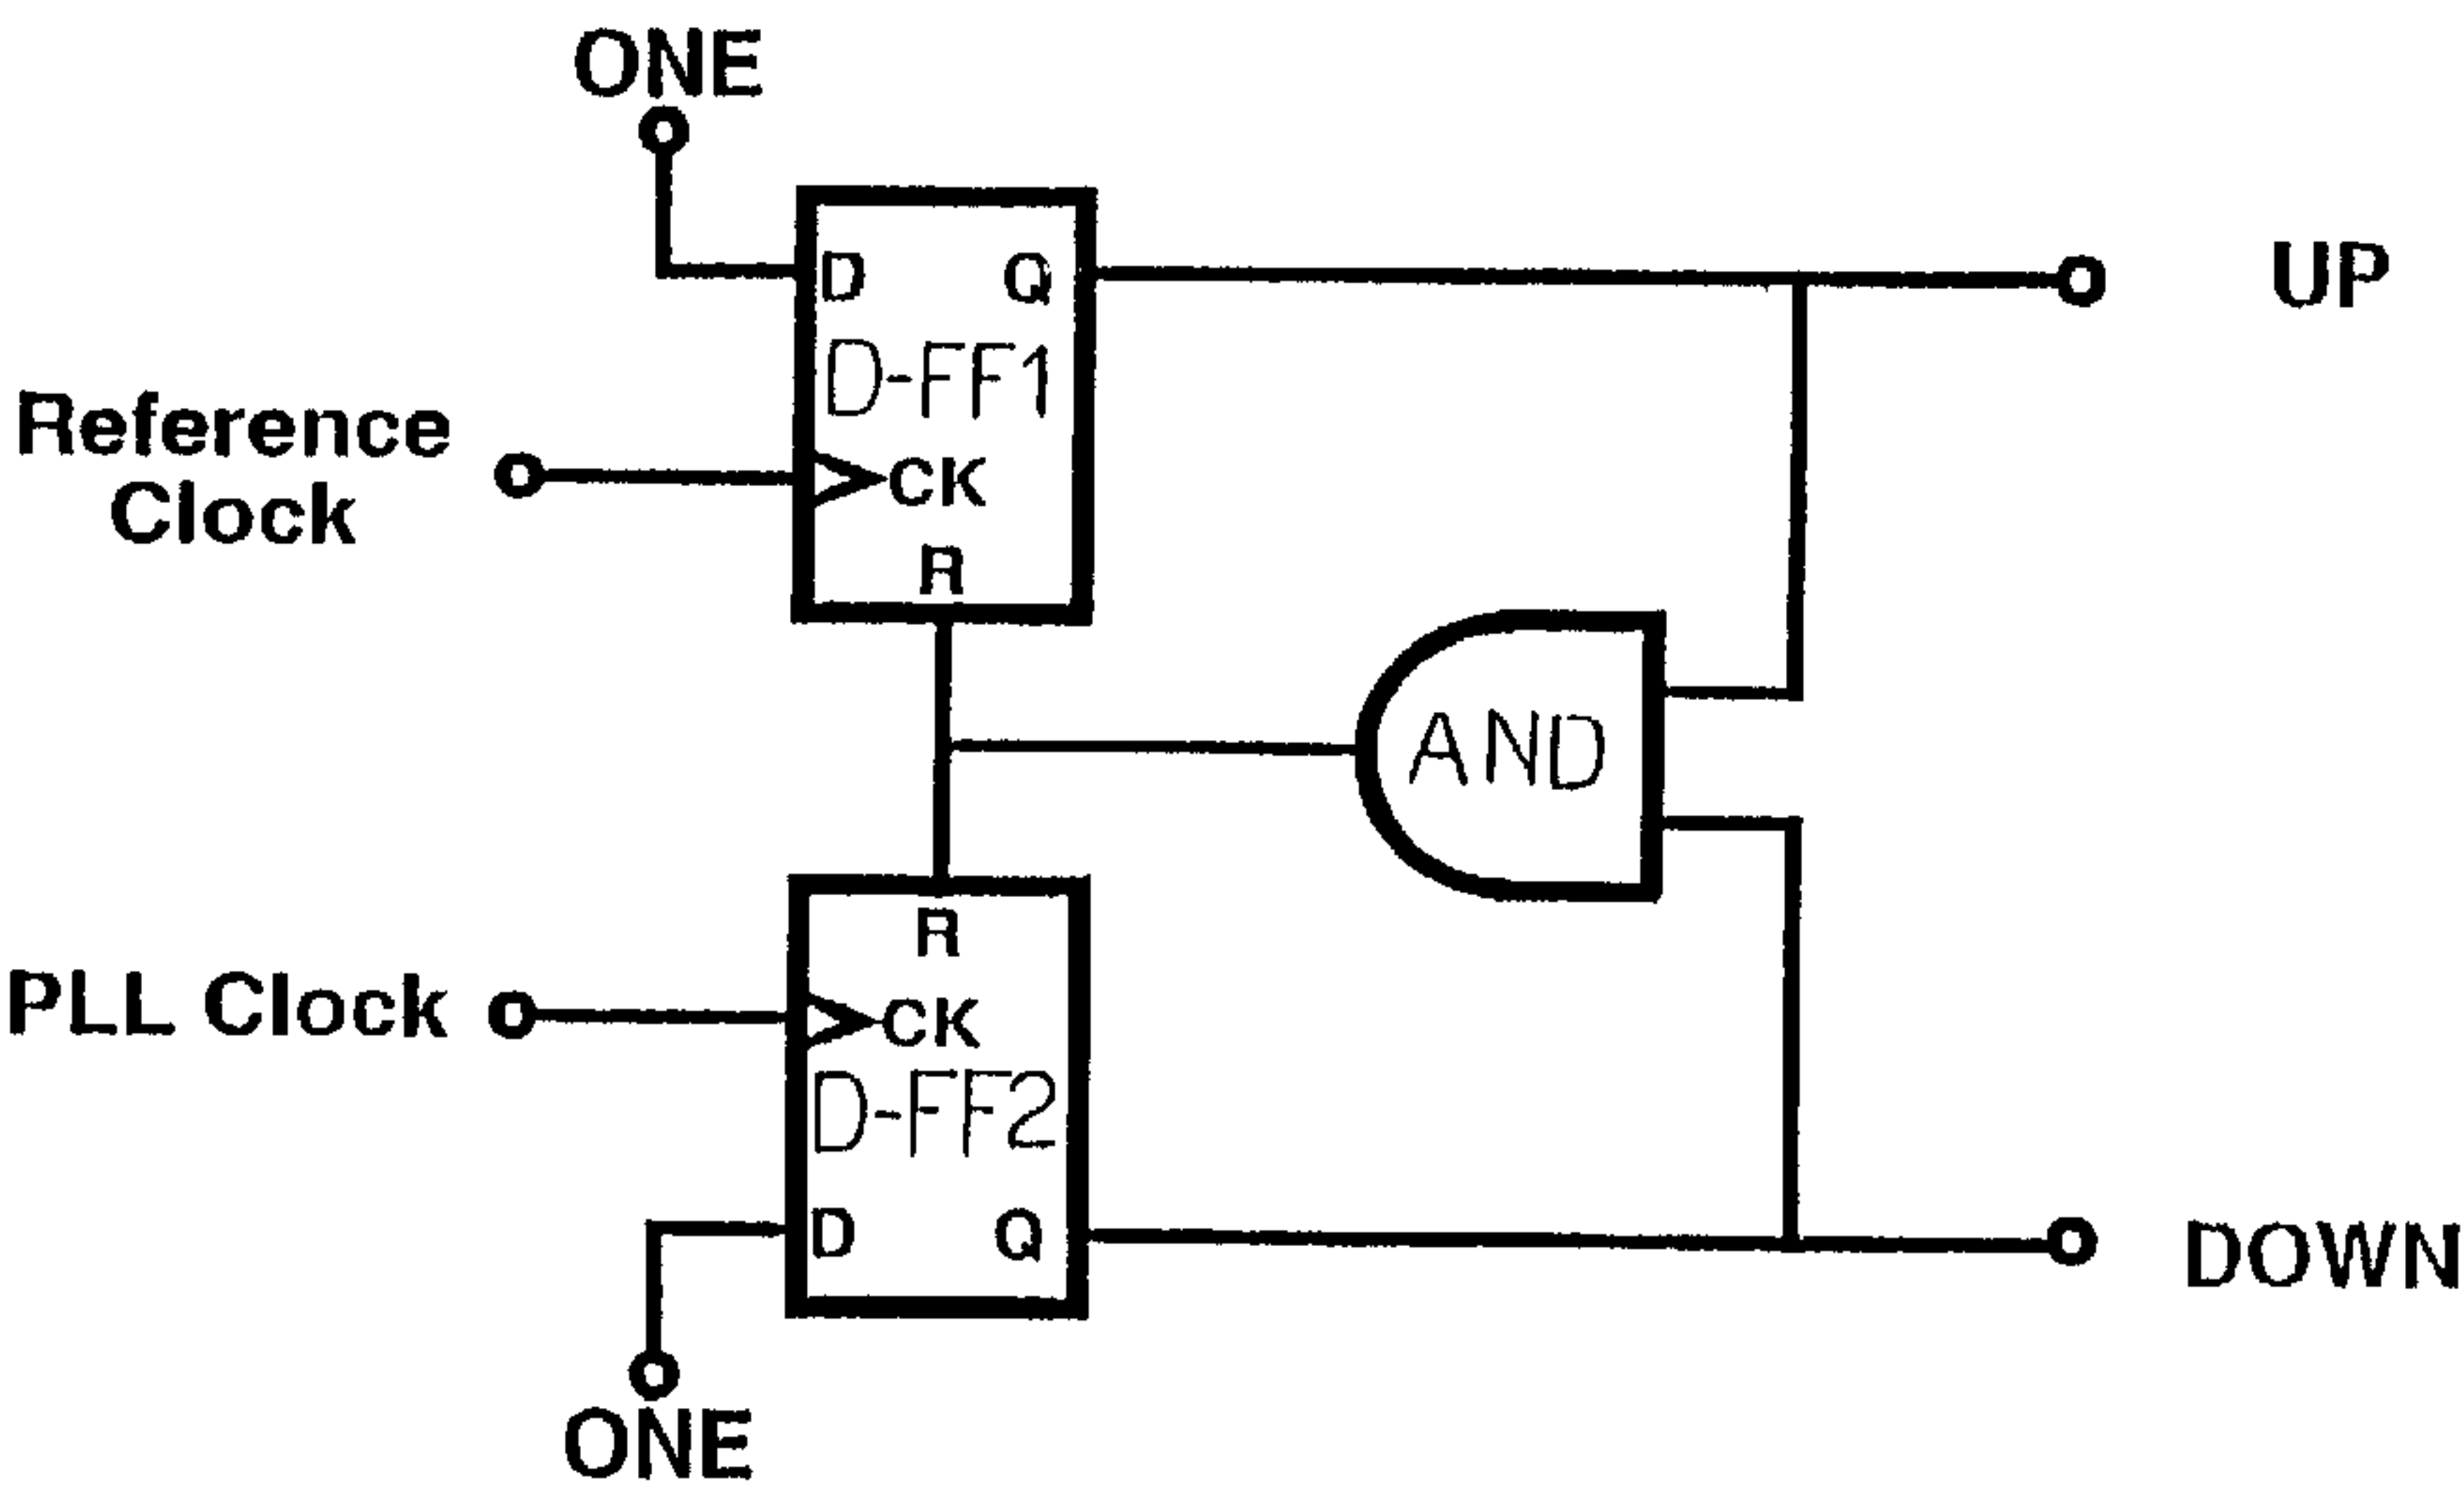 ONE
D Q
UP
D-FF1
Reference
Clock
CK
R
AND
R
PLL Clock
CK
D-FF2
D Q
DOWN
ONE